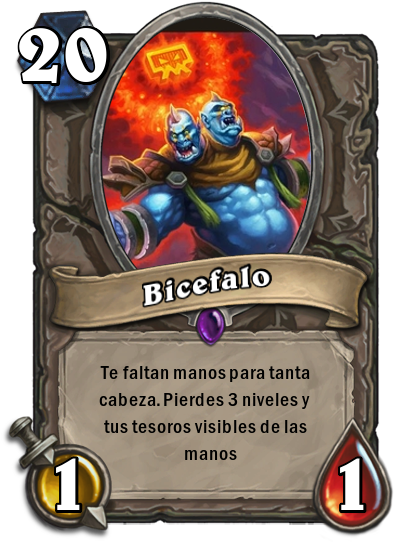 20
Bicefalo
Te faltan manos para tanta
cabeza. Pierdes 3 niveles y
tus tesoros visibles de las
manos
1
1